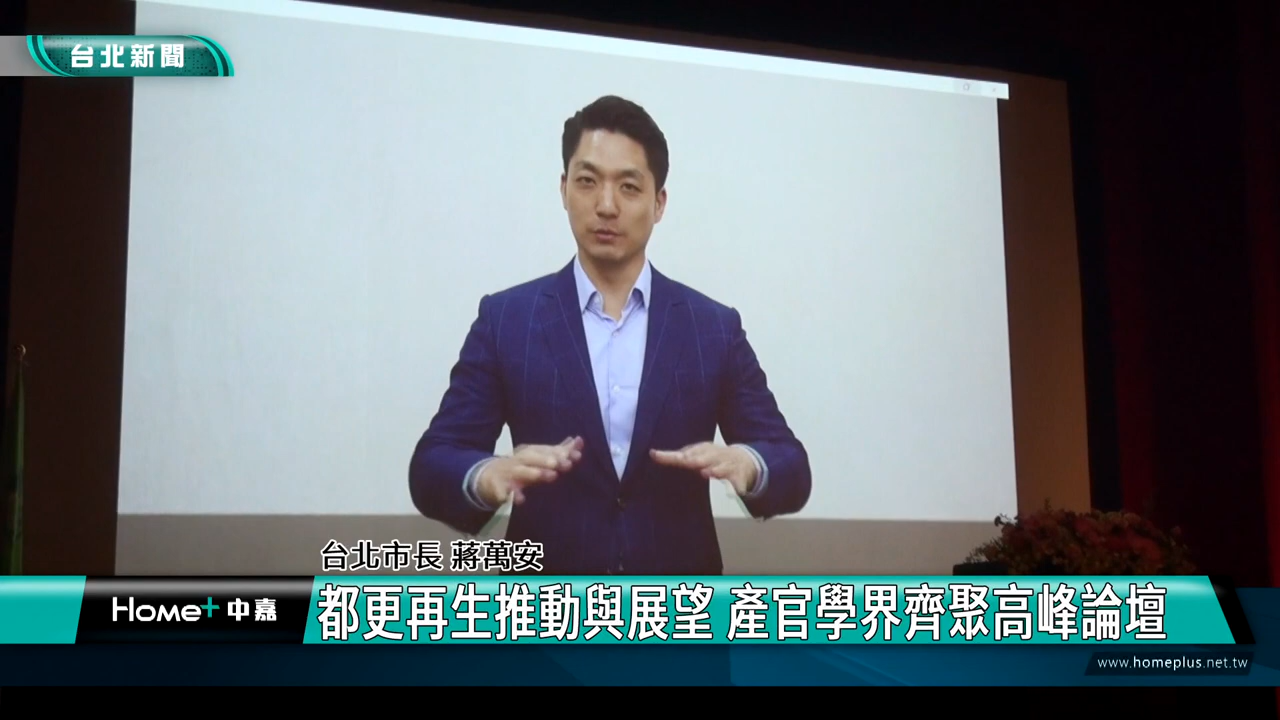 台北新聞
台北市長 蔣萬安
Home+ 中嘉
都更再生推動與展望 產官學界齊聚高峰論壇
www.homeplus.net.tw